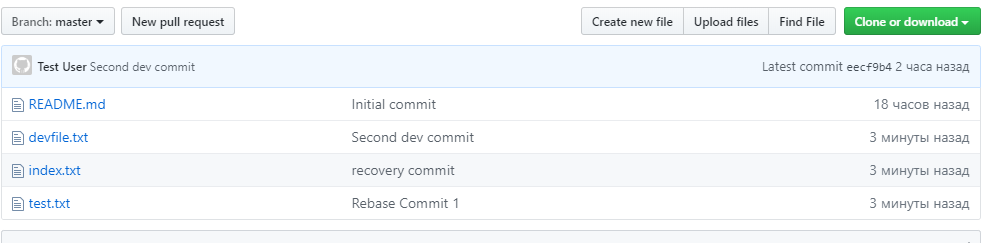 Branch: master New pull request Create new file Upload files Find File Clone or download
Test User Second dev commit Latest commit eecf9b4 2 часа назад
README.md Initial commit 18 часов назад
devfile.txt Second dev commit 3 минуты назад
index.txt recovery commit 3 минуты назад
test.txt Rebase Commit 1 3 минуты назад